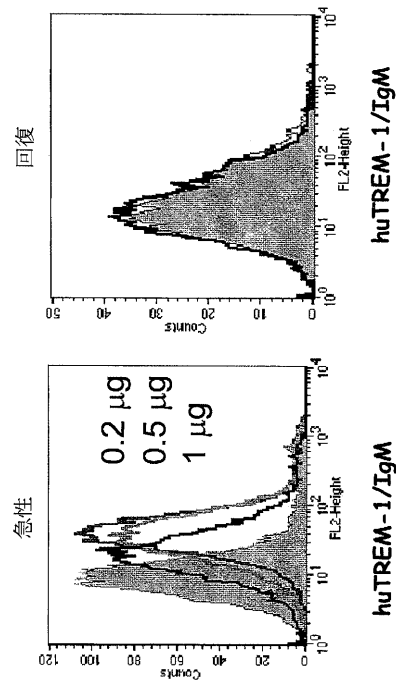 急性
Counts
120
100
80
60
40
20
0
0.2 μg
0.5 μg
1 μg
10⁰ 10¹ 10² 10³ 10⁴
FL2-Height
huTREM-1/IgM
回復
Counts
50
40
30
20
10
0
10⁰ 10¹ 10² 10³ 10⁴
FL2-Height
huTREM-1/IgM